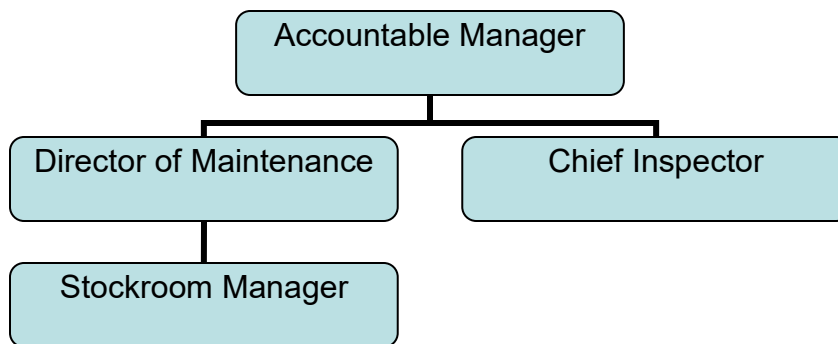 Accountable Manager
Director of Maintenance
Chief Inspector
Stockroom Manager